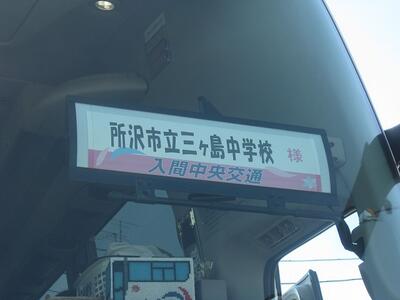 所沢市立三ヶ島中学校 様
入間中央交通